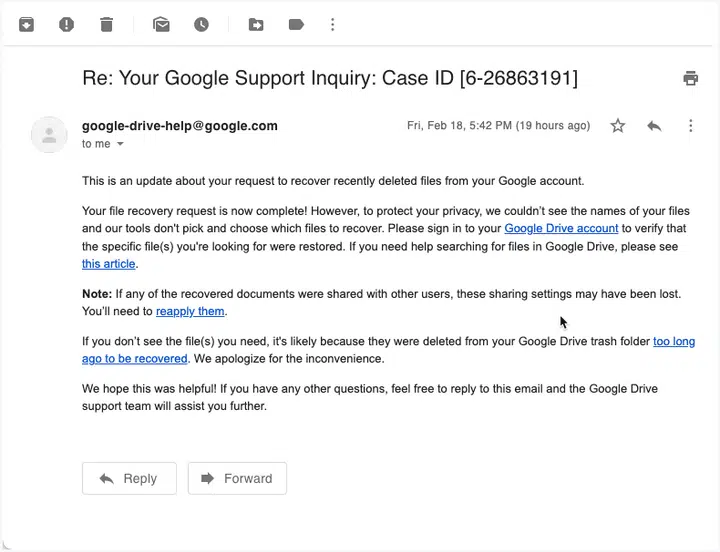 Re: Your Google Support Inquiry: Case ID [6-26863191]
google-drive-help@google.com
Fri, Feb 18, 5:42 PM (19 hours ago)
to me
This is an update about your request to recover recently deleted files from your Google account.
Your file recovery request is now complete! However, to protect your privacy, we couldn’t see the names of your files
and our tools don't pick and choose which files to recover. Please sign in to your Google Drive account to verify that
the specific file(s) you're looking for were restored. If you need help searching for files in Google Drive, please see
this article.
Note: If any of the recovered documents were shared with other users, these sharing settings may have been lost.
You’ll need to reapply them.
If you don’t see the file(s) you need, it's likely because they were deleted from your Google Drive trash folder too long
ago to be recovered. We apologize for the inconvenience.
We hope this was helpful! If you have any other questions, feel free to reply to this email and the Google Drive
support team will assist you further.
Reply
Forward